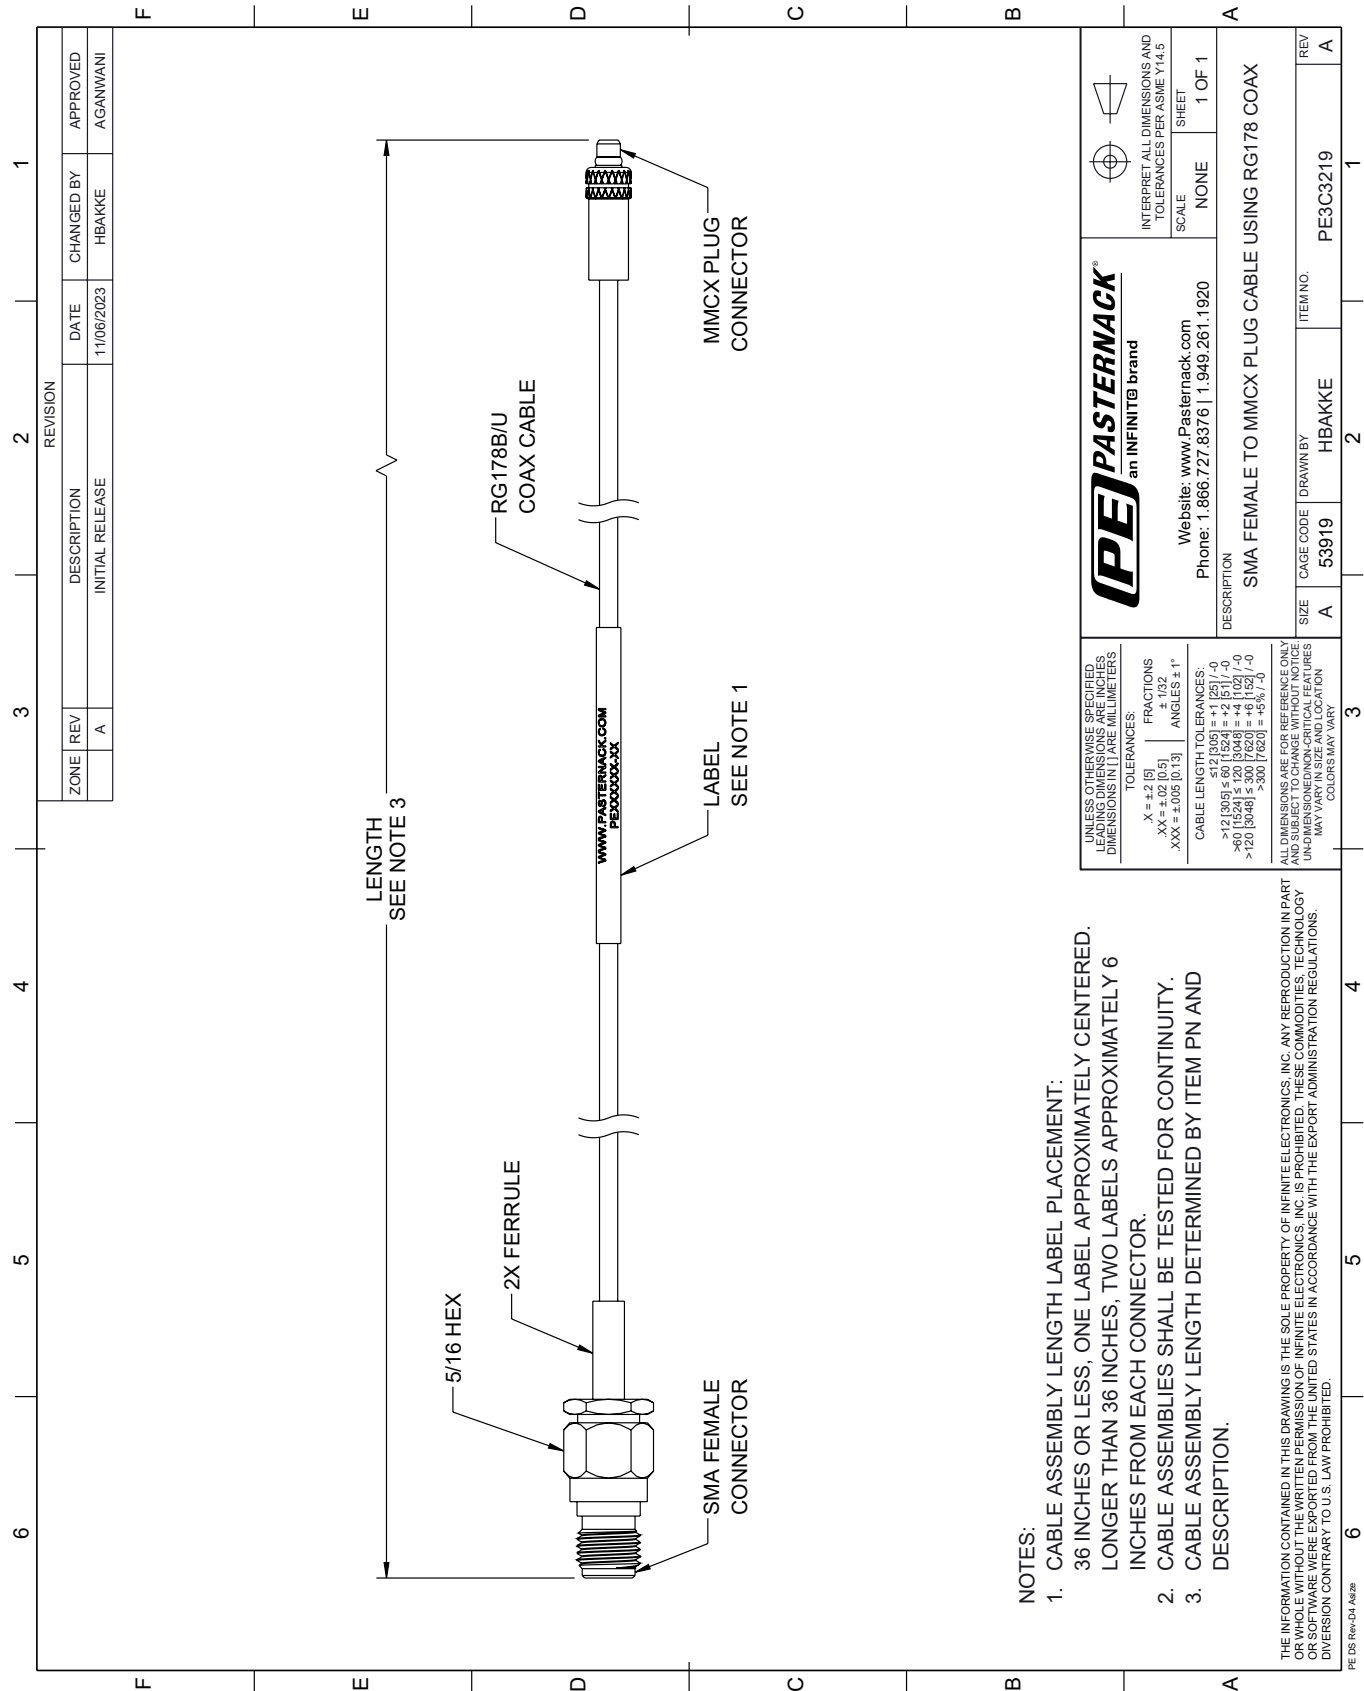 6
5
4
3
2
1
F
E
D
C
B
A
REVISION
ZONE REV DESCRIPTION DATE CHANGED BY APPROVED
A INITIAL RELEASE 11/06/2023 HBAKKE AGANWANI
LENGTH
SEE NOTE 3
5/16 HEX
2X FERRULE
RG178B/U
COAX CABLE
WWW.PASTERNACK.COM
PEXXXXXX-XX
SMA FEMALE
CONNECTOR
LABEL
SEE NOTE 1
MMCX PLUG
CONNECTOR
NOTES:
1. CABLE ASSEMBLY LENGTH LABEL PLACEMENT:
36 INCHES OR LESS, ONE LABEL APPROXIMATELY CENTERED.
LONGER THAN 36 INCHES, TWO LABELS APPROXIMATELY 6
INCHES FROM EACH CONNECTOR.
2. CABLE ASSEMBLIES SHALL BE TESTED FOR CONTINUITY.
3. CABLE ASSEMBLY LENGTH DETERMINED BY ITEM PN AND
DESCRIPTION.
THE INFORMATION CONTAINED IN THIS DRAWING IS THE SOLE PROPERTY OF INFINITE ELECTRONICS, INC. ANY REPRODUCTION IN PART
OR WHOLE WITHOUT THE WRITTEN PERMISSION OF INFINITE ELECTRONICS, INC. IS PROHIBITED. THESE COMMODITIES, TECHNOLOGY
OR SOFTWARE WERE EXPORTED FROM THE UNITED STATES IN ACCORDANCE WITH THE EXPORT ADMINISTRATION REGULATIONS.
DIVERSION CONTRARY TO U.S. LAW PROHIBITED.
UNLESS OTHERWISE SPECIFIED
LEADING DIMENSIONS ARE INCHES
DIMENSIONS IN [ ] ARE MILLIMETERS
TOLERANCES:
.X = ±.2 [5] FRACTIONS
.XX = ±.02 [0.5] ± 1/32
.XXX = ±.005 [0.13] ANGLES ± 1°
CABLE LENGTH TOLERANCES:
≤12 [305] = +1 [25] / -0
>12 [305] ≤ 60 [1524] = +2 [51] / -0
>60 [1524] ≤ 120 [3048] = +4 [102] / -0
>120 [3048] ≤ 300 [7620] = +6 [152] / -0
>300 [7620] = +5% / -0
ALL DIMENSIONS ARE FOR REFERENCE ONLY
AND SUBJECT TO CHANGE WITHOUT NOTICE.
UN-DIMENSIONED/NON-CRITICAL FEATURES
MAY VARY IN SIZE AND LOCATION
COLORS MAY VARY
PE PASTERNACK®
an INFINITE brand
Website: www.Pasternack.com
Phone: 1.866.727.8376 | 1.949.261.1920
INTERPRET ALL DIMENSIONS AND
TOLERANCES PER ASME Y14.5
SCALE NONE
SHEET 1 OF 1
DESCRIPTION
SMA FEMALE TO MMCX PLUG CABLE USING RG178 COAX
SIZE A
CAGE CODE 53919
DRAWN BY HBAKKE
ITEM NO. PE3C3219
REV A
6
5
4
3
2
1
F
E
D
C
B
A
PE DS Rev-D4 Asize